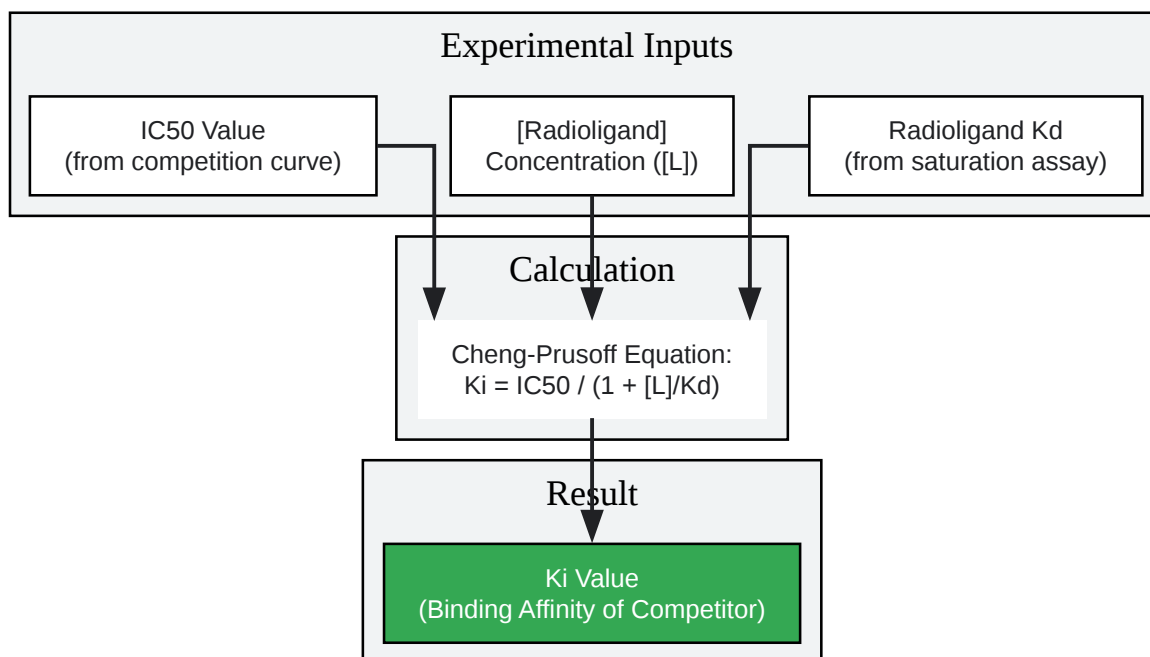 Experimental Inputs
IC50 Value
(from competition curve)
[Radioligand]
Concentration ([L])
Radioligand Kd
(from saturation assay)
Calculation
Cheng-Prusoff Equation:
Ki = IC50 / (1 + [L]/Kd)
Result
Ki Value
(Binding Affinity of Competitor)